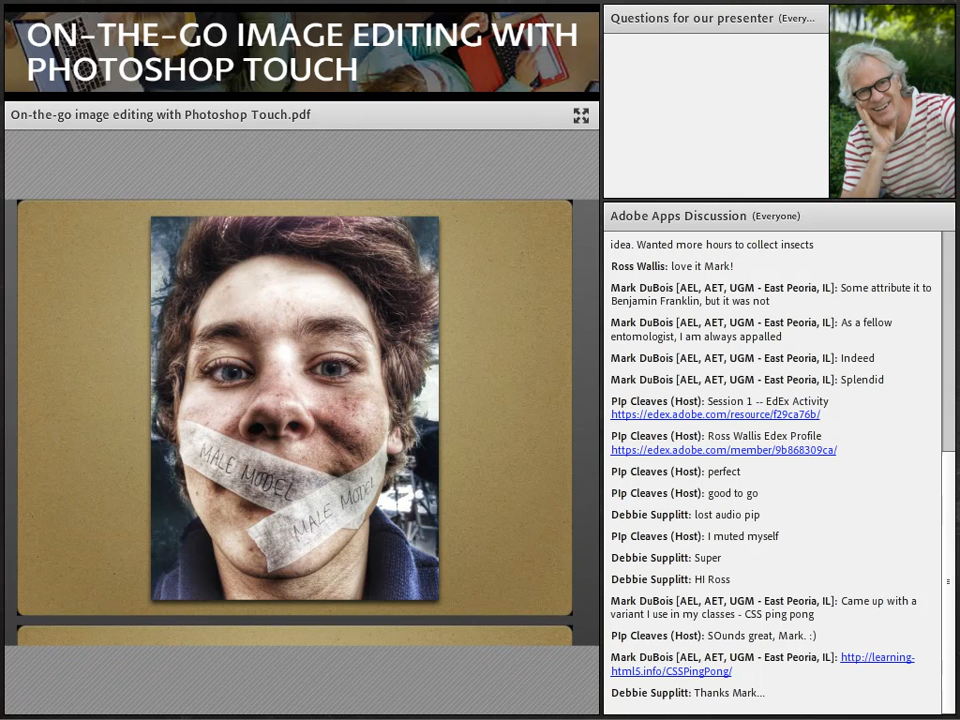 ON-THE-GO IMAGE EDITING WITH
PHOTOSHOP TOUCH
On-the-go image editing with Photoshop Touch.pdf
MALE MODEL
MALE MODEL
Questions for our presenter (Every...
Adobe Apps Discussion (Everyone)
idea. Wanted more hours to collect insects
Ross Wallis: love it Mark!
Mark DuBois [AEL, AET, UGM - East Peoria, IL]: Some attribute it to
Benjamin Franklin, but it was not
Mark DuBois [AEL, AET, UGM - East Peoria, IL]: As a fellow
entomologist, I am always appalled
Mark DuBois [AEL, AET, UGM - East Peoria, IL]: Indeed
Mark DuBois [AEL, AET, UGM - East Peoria, IL]: Splendid
PIp Cleaves (Host): Session 1 -- EdEx Activity
https://edex.adobe.com/resource/f29ca76b/
PIp Cleaves (Host): Ross Wallis Edex Profile
https://edex.adobe.com/member/9b868309ca/
PIp Cleaves (Host): perfect
PIp Cleaves (Host): good to go
Debbie Supplitt: lost audio pip
PIp Cleaves (Host): I muted myself
Debbie Supplitt: Super
Debbie Supplitt: HI Ross
Mark DuBois [AEL, AET, UGM - East Peoria, IL]: Came up with a
variant I use in my classes - CSS ping pong
PIp Cleaves (Host): SOunds great, Mark. :)
Mark DuBois [AEL, AET, UGM - East Peoria, IL]: http://learning-
html5.info/CSSPingPong/
Debbie Supplitt: Thanks Mark...